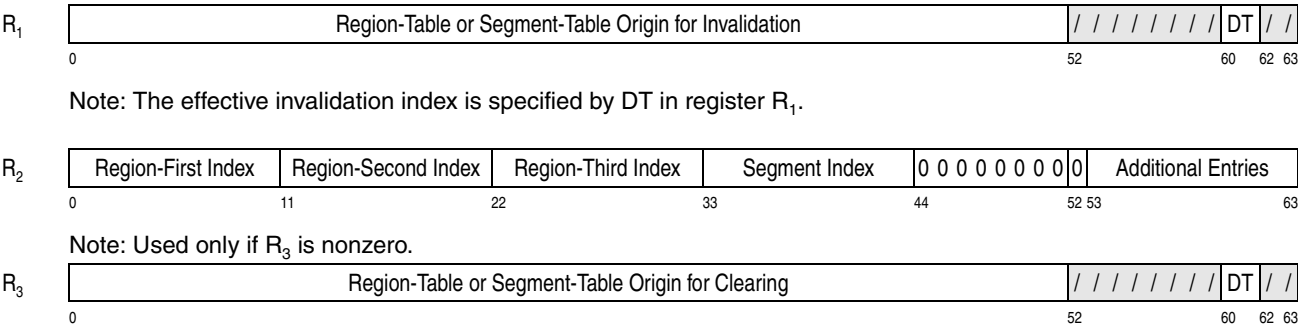 R1 Region-Table or Segment-Table Origin for Invalidation / / / / / / / / DT / /
0 52 60 62 63
Note: The effective invalidation index is specified by DT in register R1.
R2 Region-First Index Region-Second Index Region-Third Index Segment Index 0 0 0 0 0 0 0 0 0 Additional Entries
0 11 22 33 44 52 53 63
Note: Used only if R3 is nonzero.
R3 Region-Table or Segment-Table Origin for Clearing / / / / / / / / DT / /
0 52 60 62 63